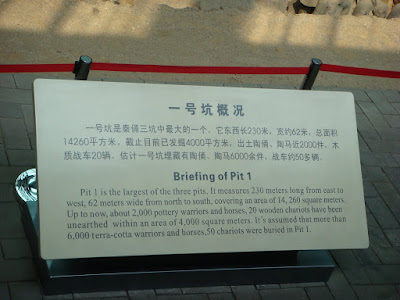 一号坑概况
一号坑是秦俑三坑中最大的一个，它东西长230米，宽约62米，总面积
14260平方米，截止目前已发掘4000平方米，出土陶俑、陶马近2000件，木
质战车20辆，估计一号坑埋藏有陶俑、陶马6000余件，战车约50多辆。
Briefing of Pit 1
Pit 1 is the largest of the three pits. It measures 230 meters long from east to
west, 62 meters wide from north to south, covering an area of 14, 260 square meters.
Up to now, about 2,000 pottery warriors and horses, 20 wooden chariots have been
unearthed within an area of 4,000 square meters. It's assumed that more than
6,000 terra-cotta warriors and horses,50 chariots were buried in Pit 1.